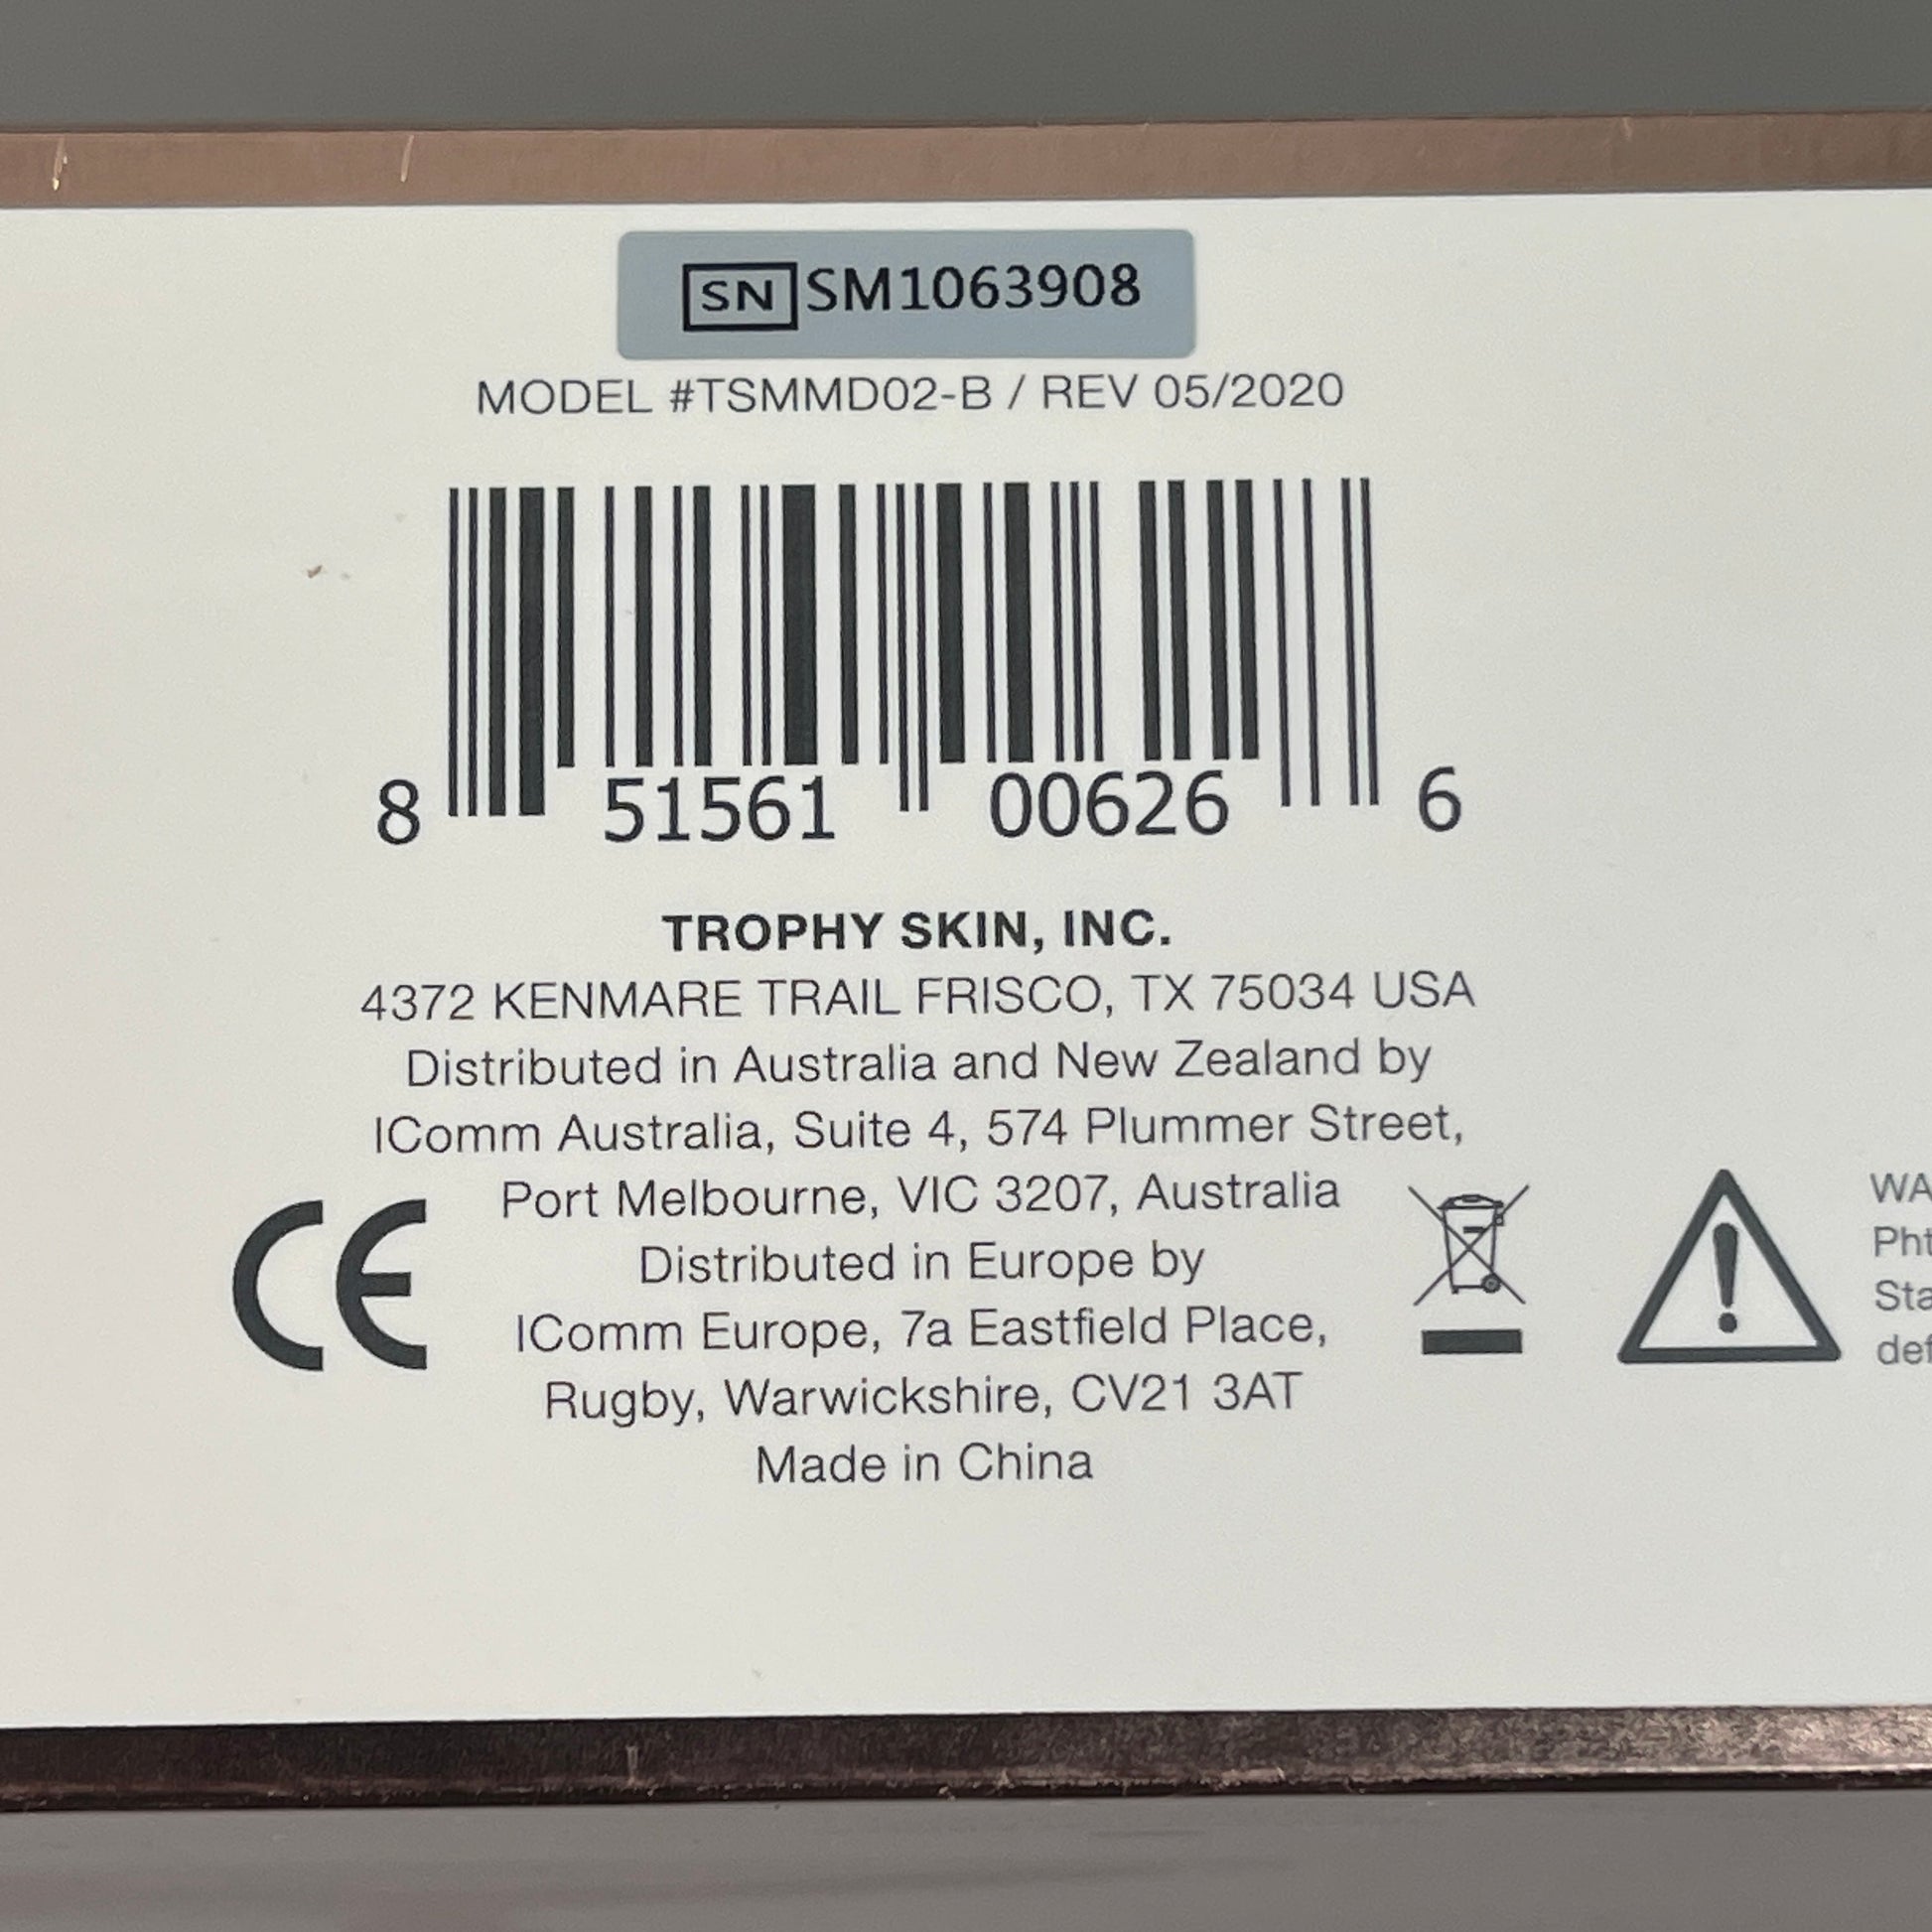 SN SM1063908
MODEL #TSMMD02-B / REV 05/2020
8 51561 00626 6
TROPHY SKIN, INC.
4372 KENMARE TRAIL FRISCO, TX 75034 USA
Distributed in Australia and New Zealand by
IComm Australia, Suite 4, 574 Plummer Street,
Port Melbourne, VIC 3207, Australia
Distributed in Europe by
IComm Europe, 7a Eastfield Place,
Rugby, Warwickshire, CV21 3AT
Made in China
CE